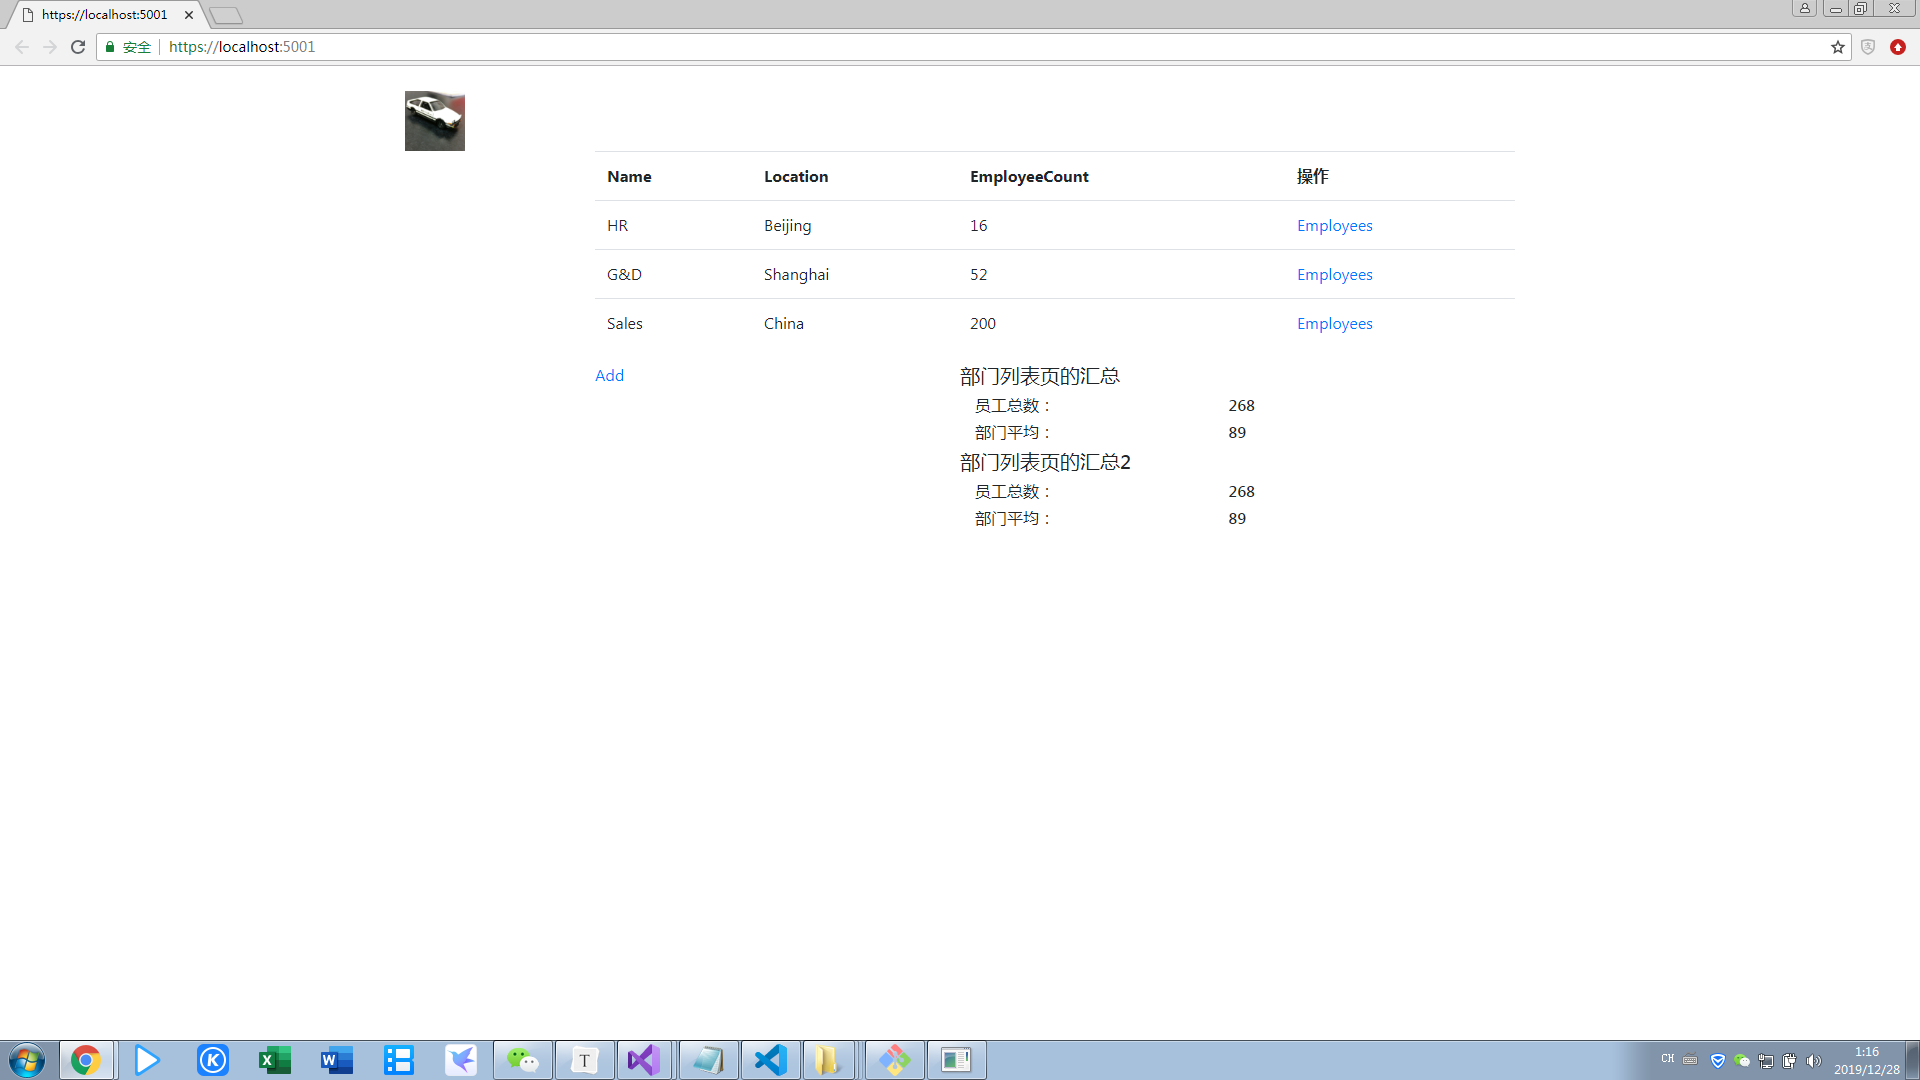 https://localhost:5001
安全 https://localhost:5001
Name Location EmployeeCount 操作
HR Beijing 16 Employees
G&D Shanghai 52 Employees
Sales China 200 Employees
Add
部门列表页的汇总
员工总数： 268
部门平均： 89
部门列表页的汇总2
员工总数： 268
部门平均： 89
CH
1:16
2019/12/28